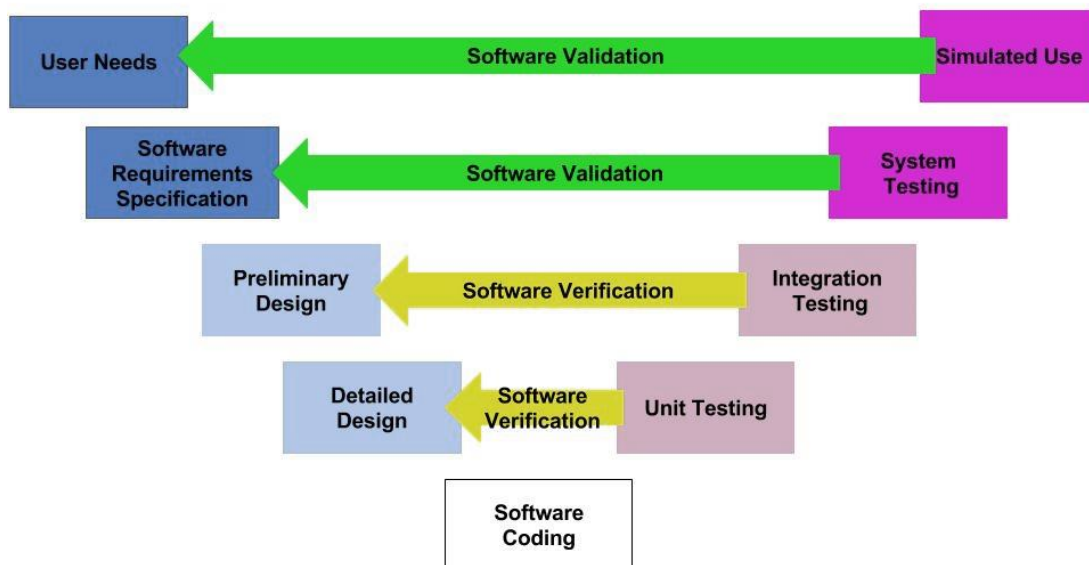 User Needs
Software Validation
Simulated Use
Software
Requirements
Specification
Software Validation
System
Testing
Preliminary
Design
Software Verification
Integration
Testing
Detailed
Design
Software
Verification
Unit Testing
Software
Coding